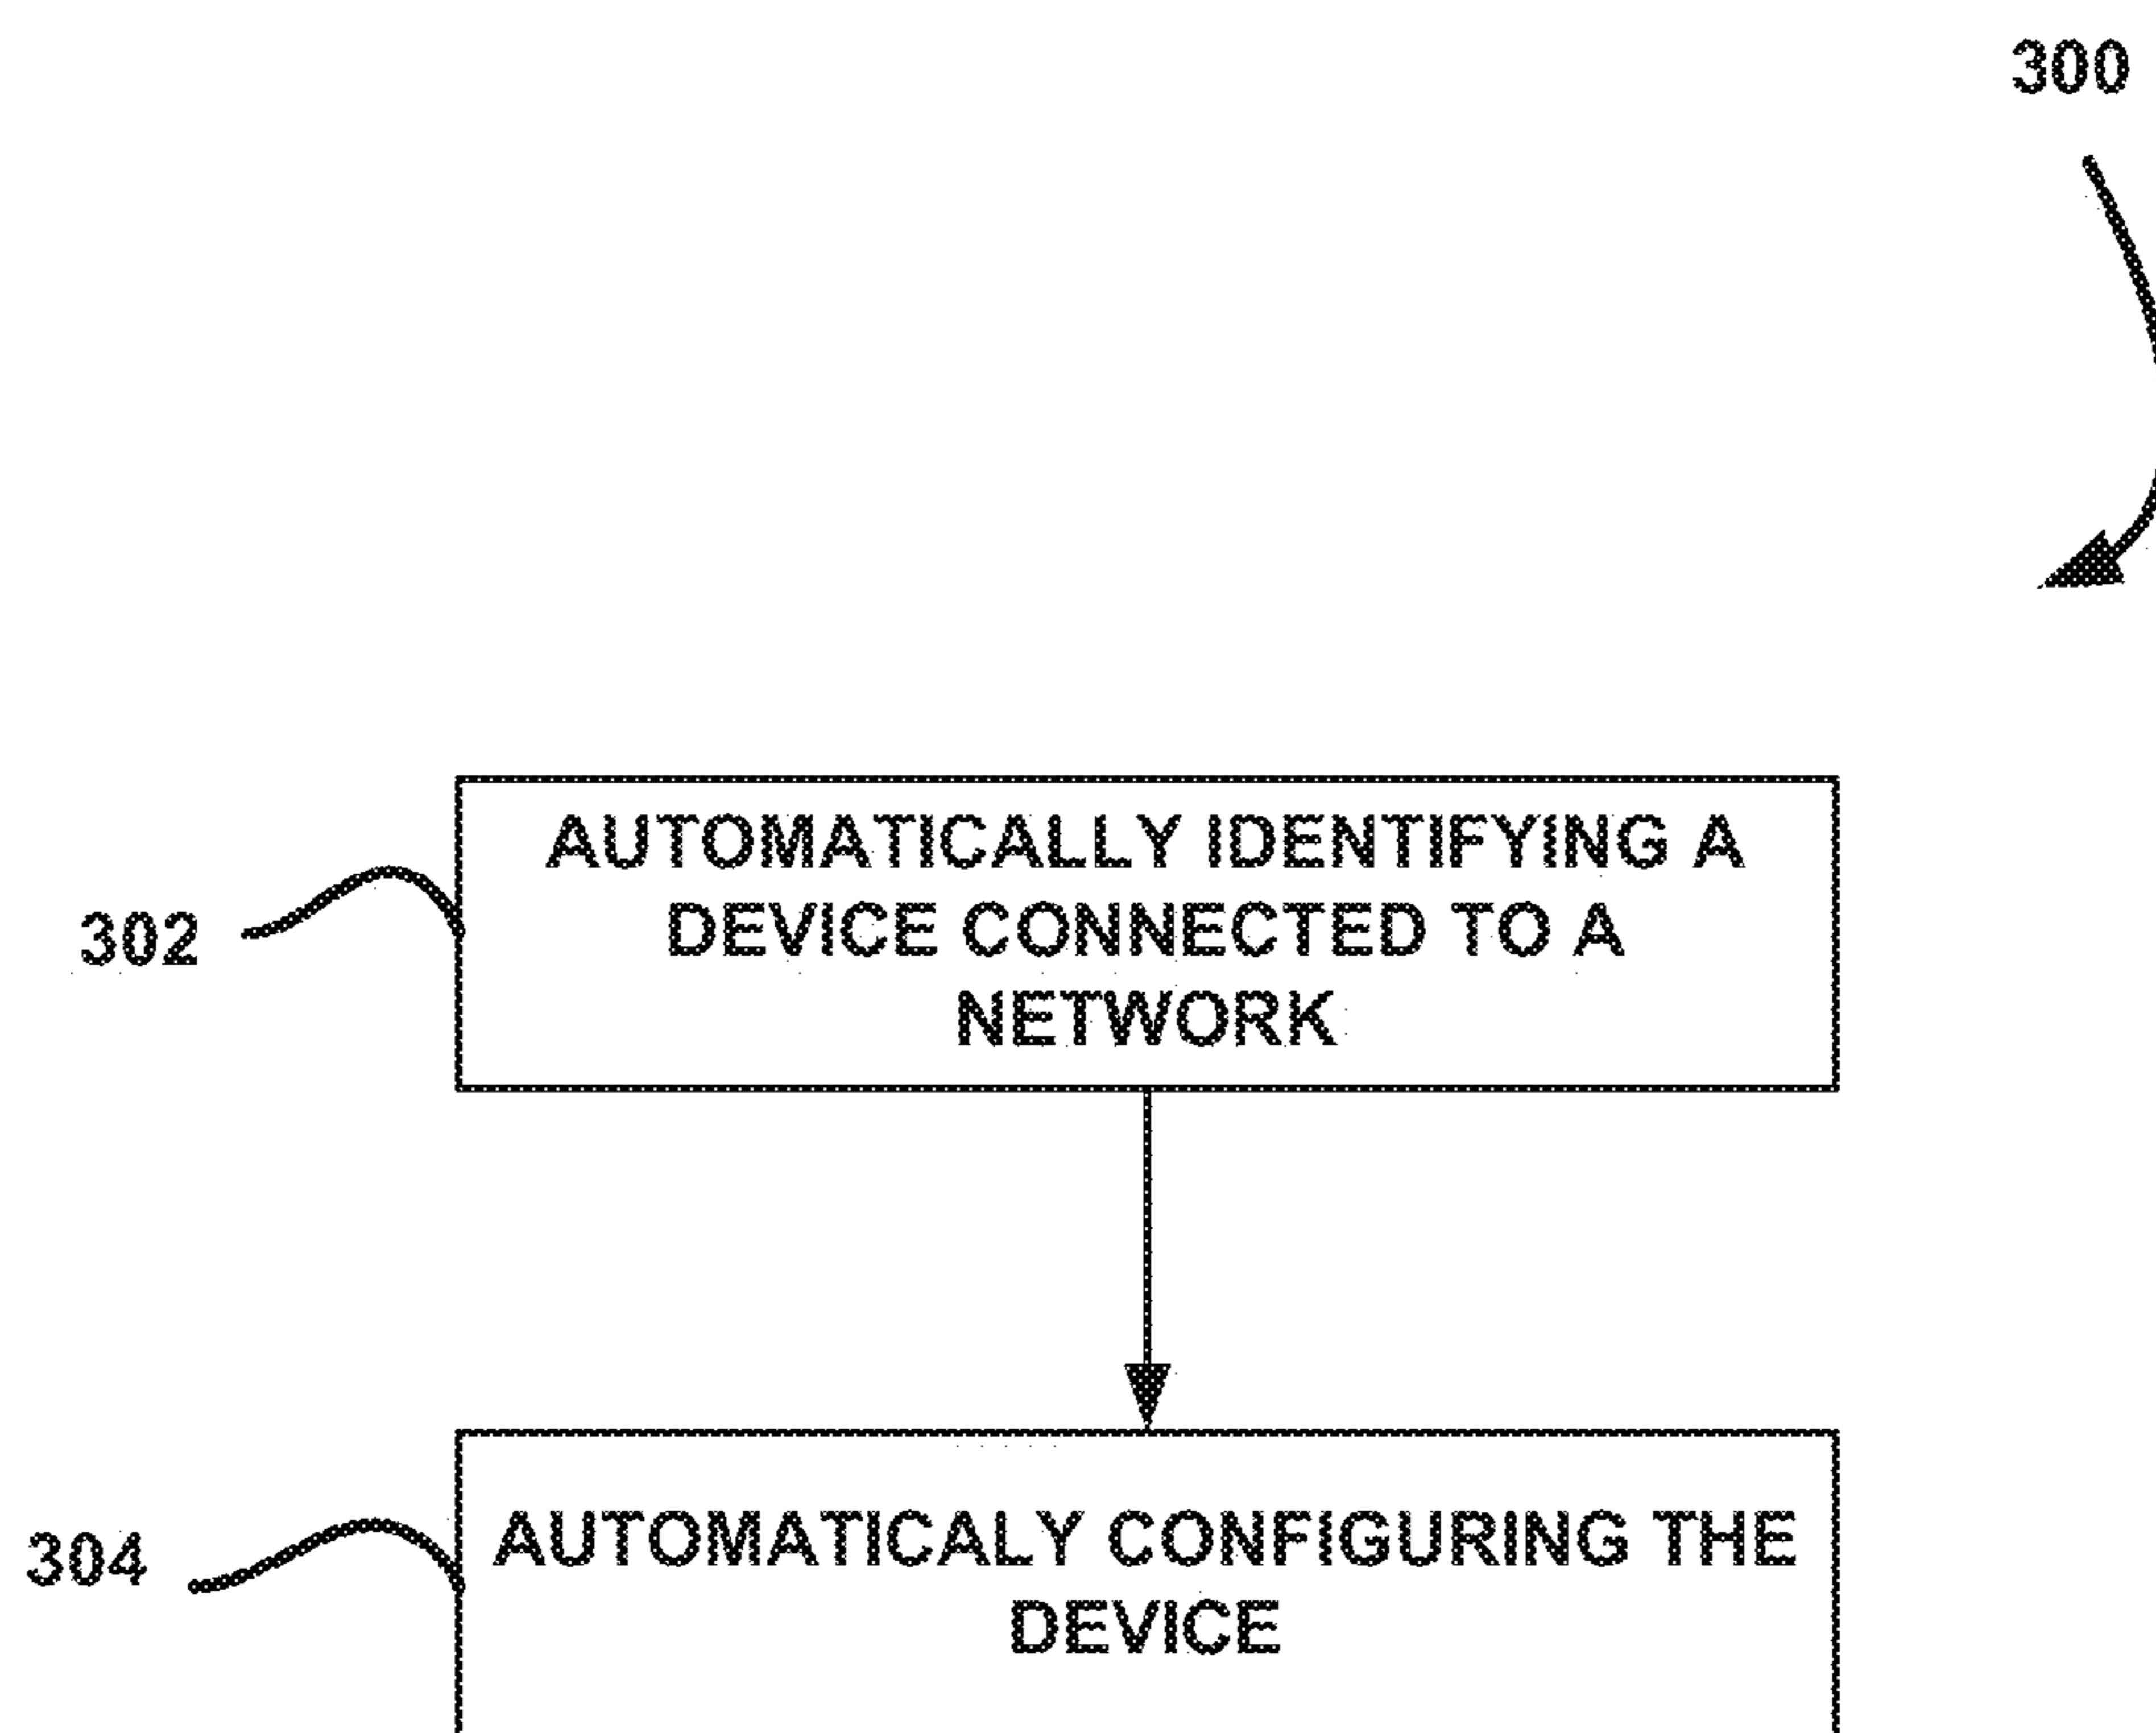 300
AUTOMATICALLY IDENTIFYING A
DEVICE CONNECTED TO A
NETWORK
302
AUTOMATICALY CONFIGURING THE
DEVICE
304